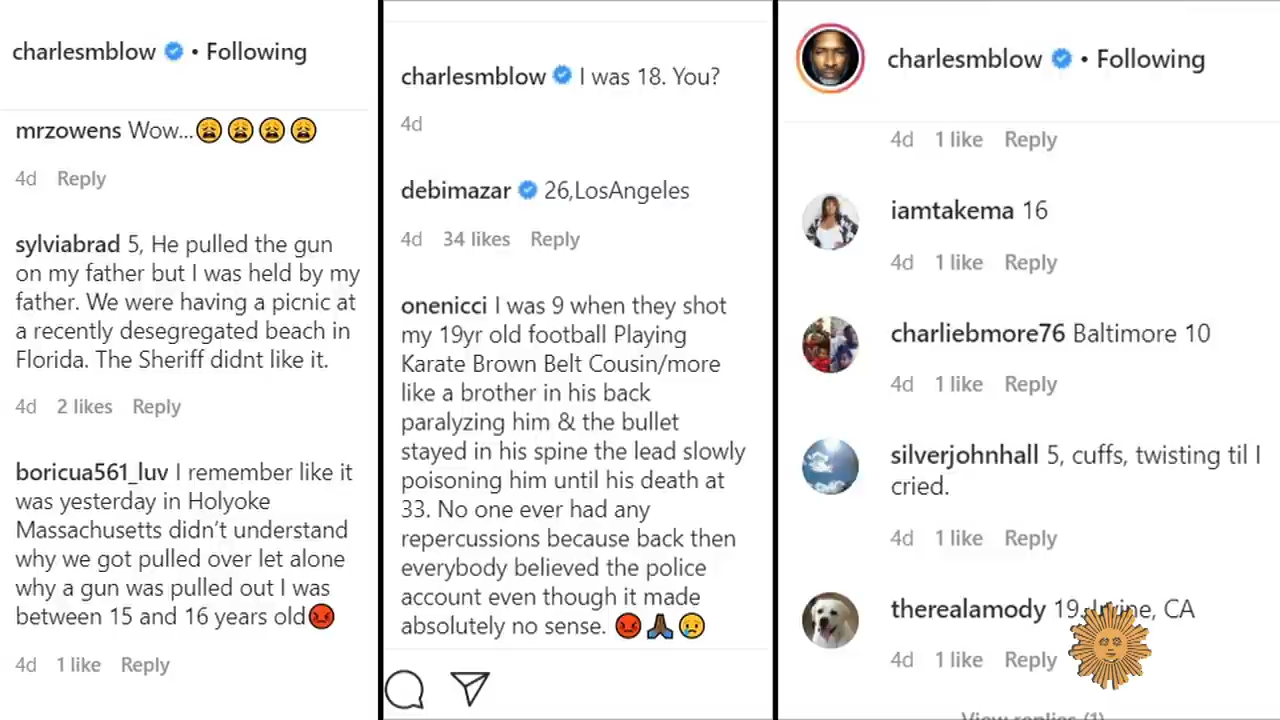 charlesmblow • Following
mrzowens Wow...😩😩😩😩
4d Reply
sylviabrad 5, He pulled the gun
on my father but I was held by my
father. We were having a picnic at
a recently desegregated beach in
Florida. The Sheriff didnt like it.
4d 2 likes Reply
boricua561_luv I remember like it
was yesterday in Holyoke
Massachusetts didn't understand
why we got pulled over let alone
why a gun was pulled out I was
between 15 and 16 years old😡
4d 1 like Reply
charlesmblow I was 18. You?
4d
debimazar 26,LosAngeles
4d 34 likes Reply
onenicci I was 9 when they shot
my 19yr old football Playing
Karate Brown Belt Cousin/more
like a brother in his back
paralyzing him & the bullet
stayed in his spine the lead slowly
poisoning him until his death at
33. No one ever had any
repercussions because back then
everybody believed the police
account even though it made
absolutely no sense. 😡🙏🏾😢
charlesmblow • Following
4d 1 like Reply
iamtakema 16
4d 1 like Reply
charliebmore76 Baltimore 10
4d 1 like Reply
silverjohnhall 5, cuffs, twisting til I
cried.
4d 1 like Reply
therealamody 19, Irvine, CA
4d 1 like Reply
View replies (1)